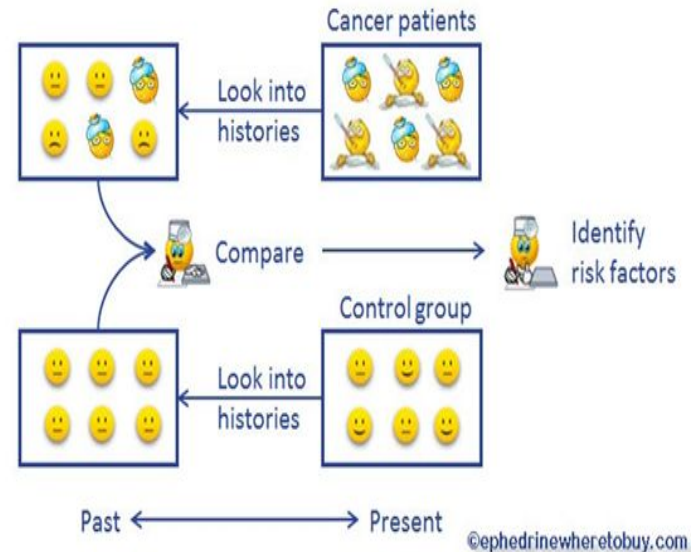 Cancer patients
Look into
histories
Compare
Identify
risk factors
Control group
Look into
histories
Past
Present
©ephedrinewheretobuy.com